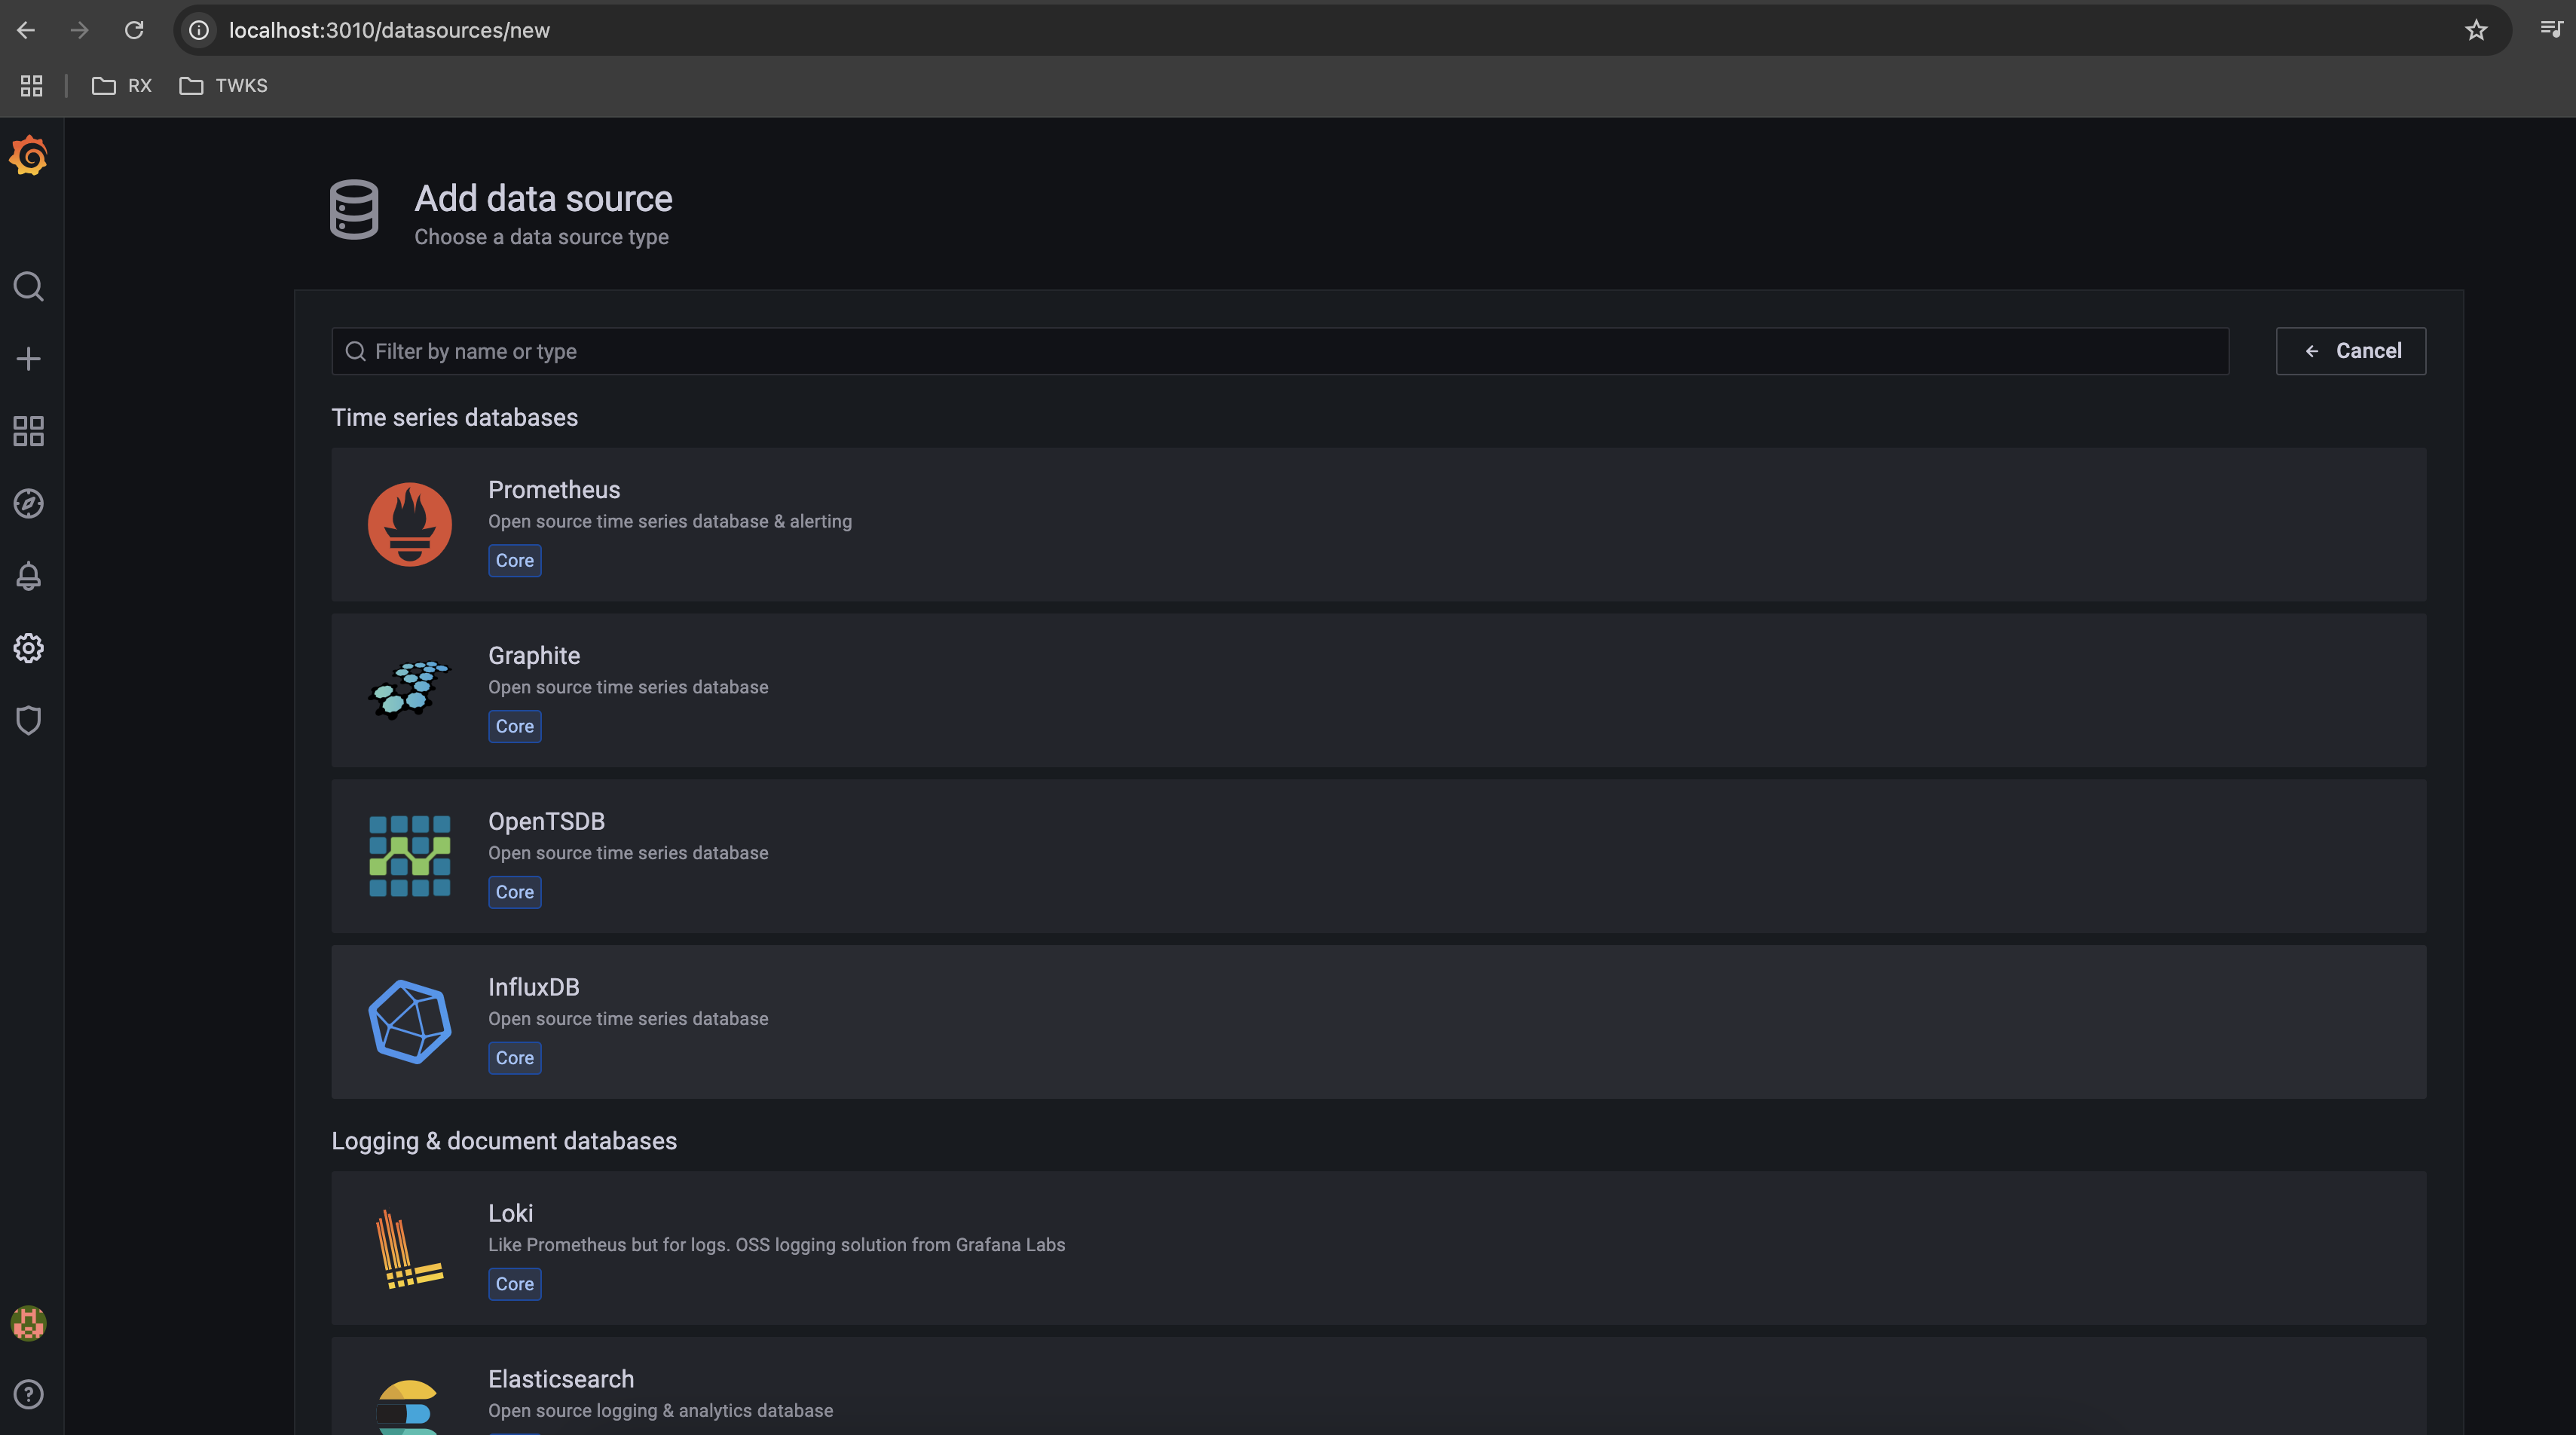 localhost:3010/datasources/new
RX
TWKS
Add data source
Choose a data source type
Filter by name or type
Cancel
Time series databases
Prometheus
Open source time series database & alerting
Core
Graphite
Open source time series database
Core
OpenTSDB
Open source time series database
Core
InfluxDB
Open source time series database
Core
Logging & document databases
Loki
Like Prometheus but for logs. OSS logging solution from Grafana Labs
Core
Elasticsearch
Open source logging & analytics database